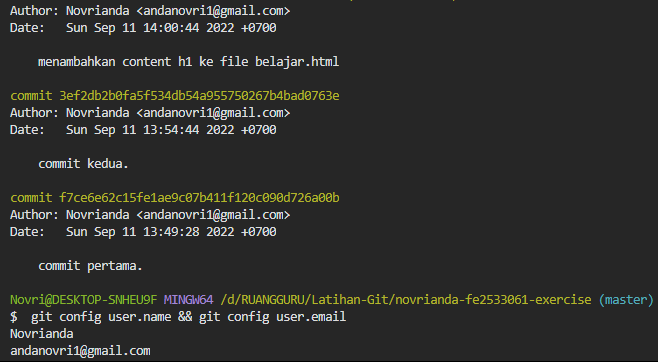 Author: Novrianda <andanovri1@gmail.com>
Date:   Sun Sep 11 14:00:44 2022 +0700
    menambahkan content h1 ke file belajar.html
commit 3ef2db2b0fa5f534db54a955750267b4bad0763e
Author: Novrianda <andanovri1@gmail.com>
Date:   Sun Sep 11 13:54:44 2022 +0700
    commit kedua.
commit f7ce6e62c15fe1ae9c07b411f120c090d726a00b
Author: Novrianda <andanovri1@gmail.com>
Date:   Sun Sep 11 13:49:28 2022 +0700
    commit pertama.
Novri@DESKTOP-SNHEU9F MINGW64 /d/RUANGGURU/Latihan-Git/novrianda-fe2533061-exercise (master)
$  git config user.name && git config user.email
Novrianda
andanovri1@gmail.com